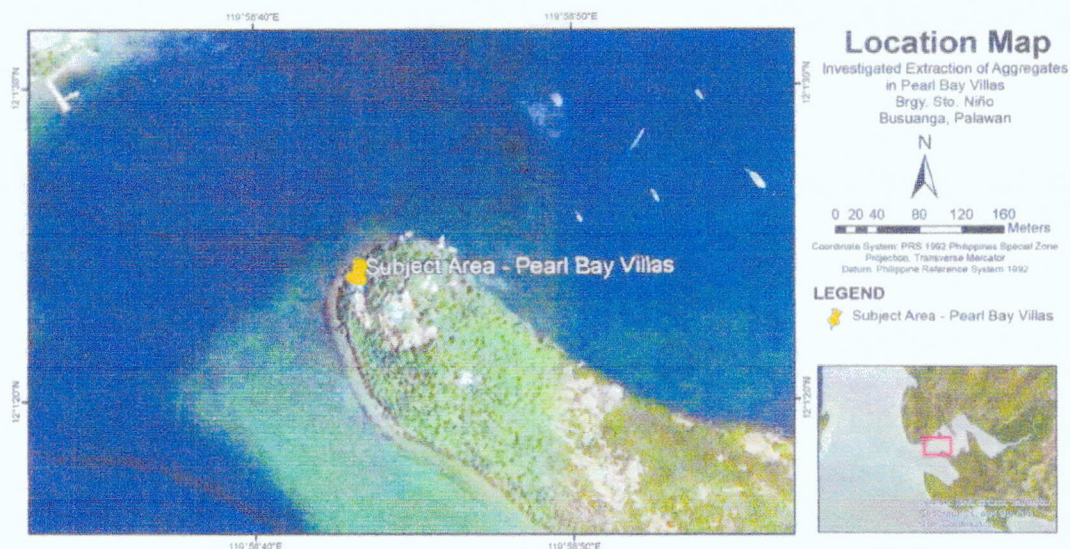 119°58'40"E
119°58'50"E
12°1'30"N
12°1'30"N
Subject Area - Pearl Bay Villas
12°1'20"N
12°1'20"N
119°58'40"E
119°58'50"E
Location Map
Investigated Extraction of Aggregates
in Pearl Bay Villas
Brgy. Sto. Niño
Busuanga, Palawan
N
0 20 40 80 120 160
Meters
Coordinate System: PRS 1992 Philippines Special Zone
Projection: Transverse Mercator
Datum: Philippine Reference System 1992
LEGEND
Subject Area - Pearl Bay Villas